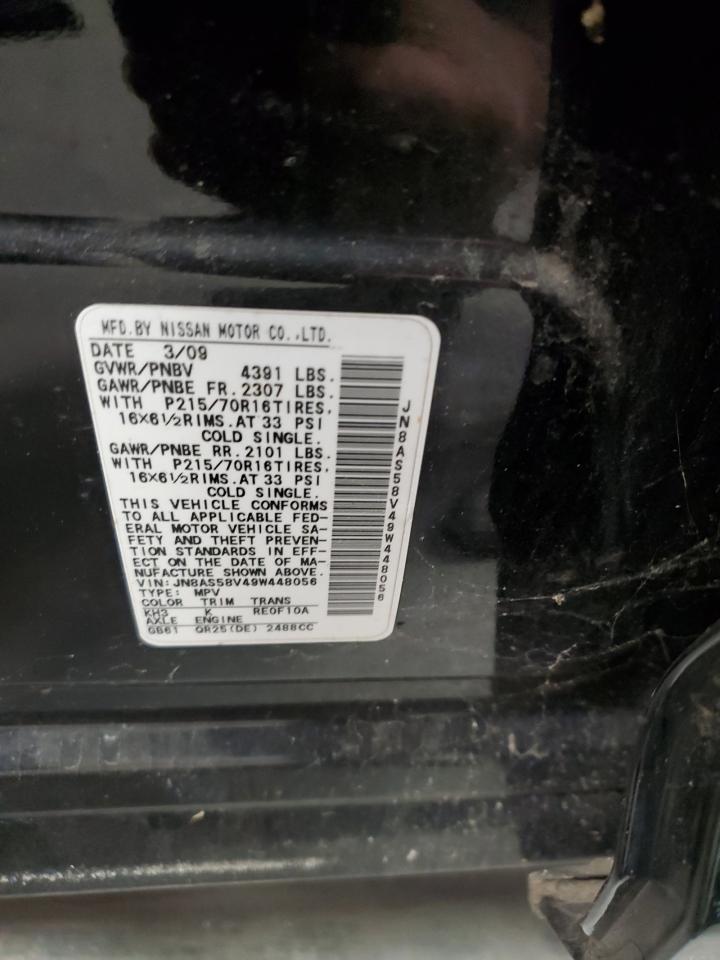 MFD.BY NISSAN MOTOR CO.,LTD.
DATE 3/09
GVWR/PNBV 4391 LBS.
GAWR/PNBE FR. 2307 LBS.
WITH P215/70R16TIRES,
16X6½RIMS.AT 33 PSI
COLD SINGLE.
GAWR/PNBE RR. 2101 LBS.
WITH P215/70R16TIRES,
16X6½RIMS.AT 33 PSI
COLD SINGLE.
THIS VEHICLE CONFORMS
TO ALL APPLICABLE FED-
ERAL MOTOR VEHICLE SA-
FETY AND THEFT PREVEN-
TION STANDARDS IN EFF-
ECT ON THE DATE OF MA-
NUFACTURE SHOWN ABOVE.
VIN:JN8AS58V49W448056
TYPE: MPV
COLOR TRIM TRANS
KH3 K RE0F10A
AXLE ENGINE
GB61 QR25(DE) 2488CC
JN8AS58V49W448056